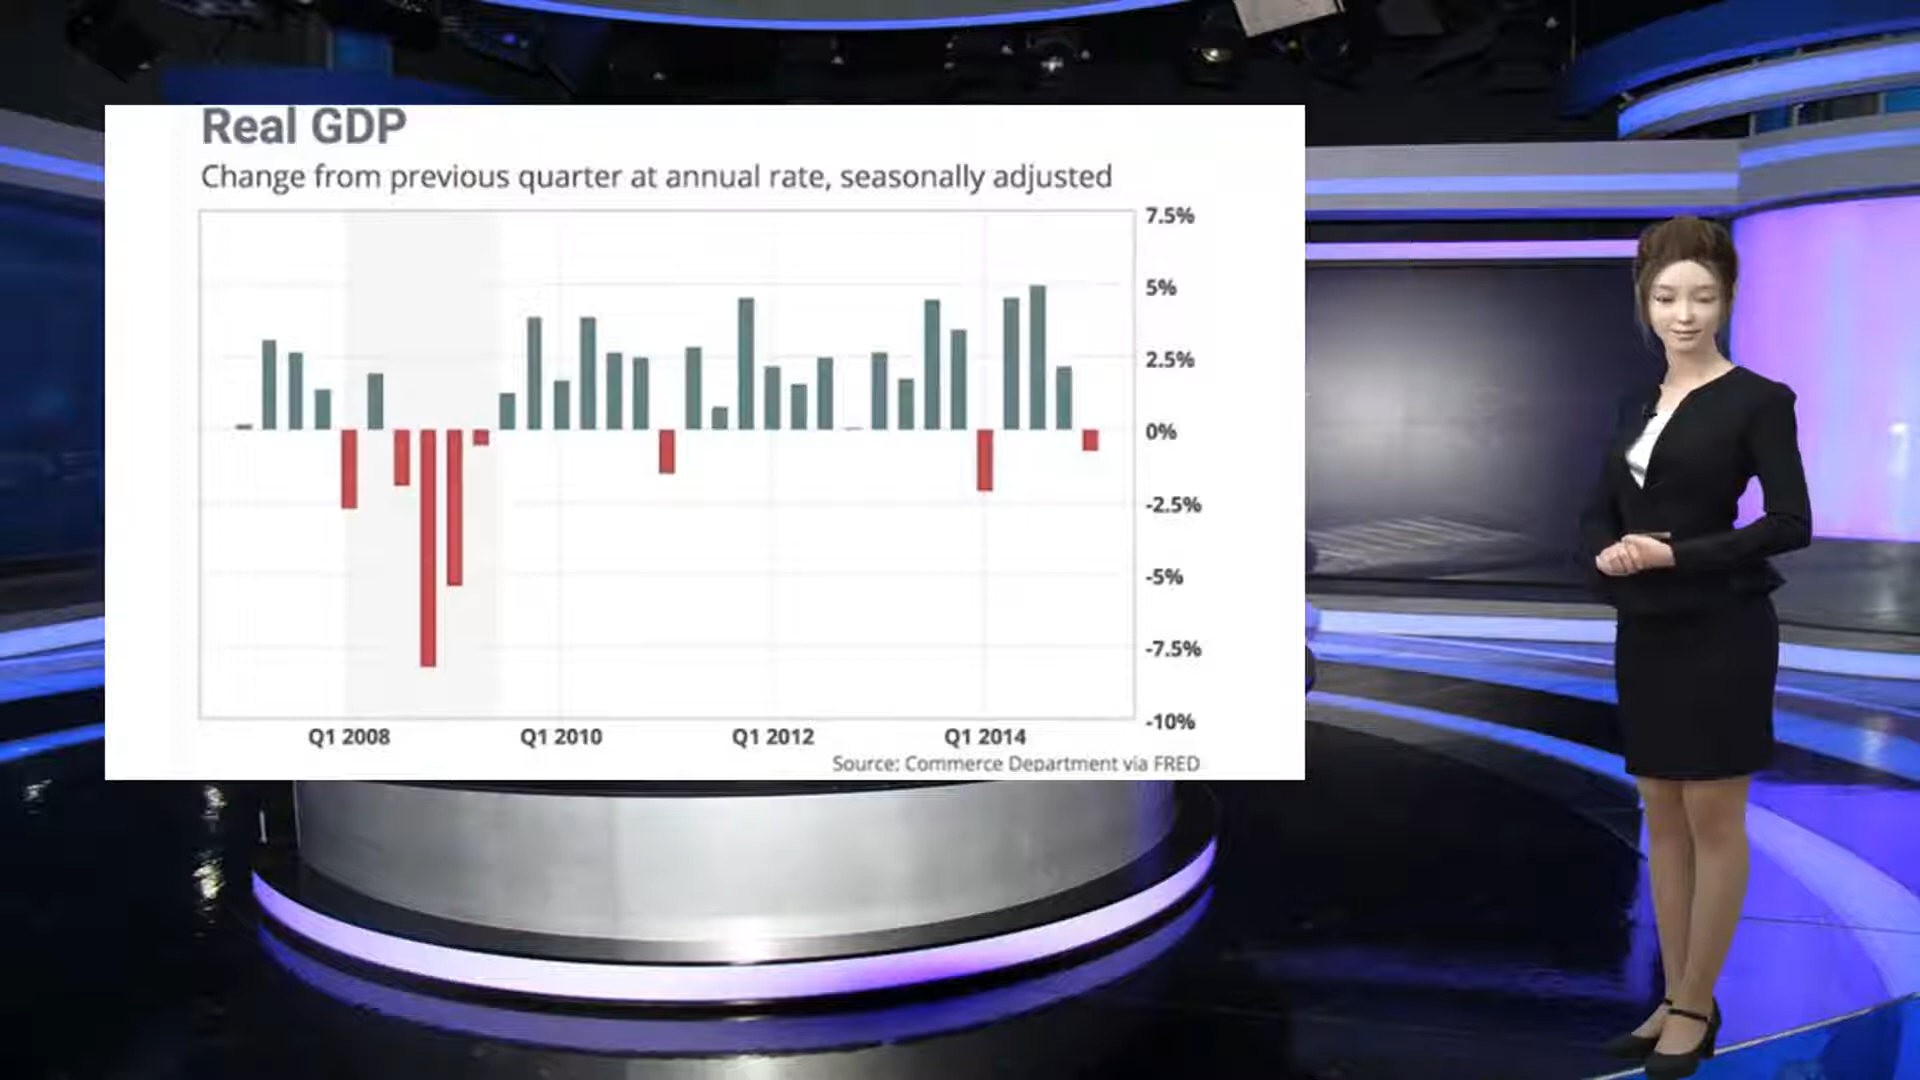 Real GDP
Change from previous quarter at annual rate, seasonally adjusted
7.5%
5%
2.5%
0%
-2.5%
-5%
-7.5%
-10%
Q1 2008 Q1 2010 Q1 2012 Q1 2014
Source: Commerce Department via FRED